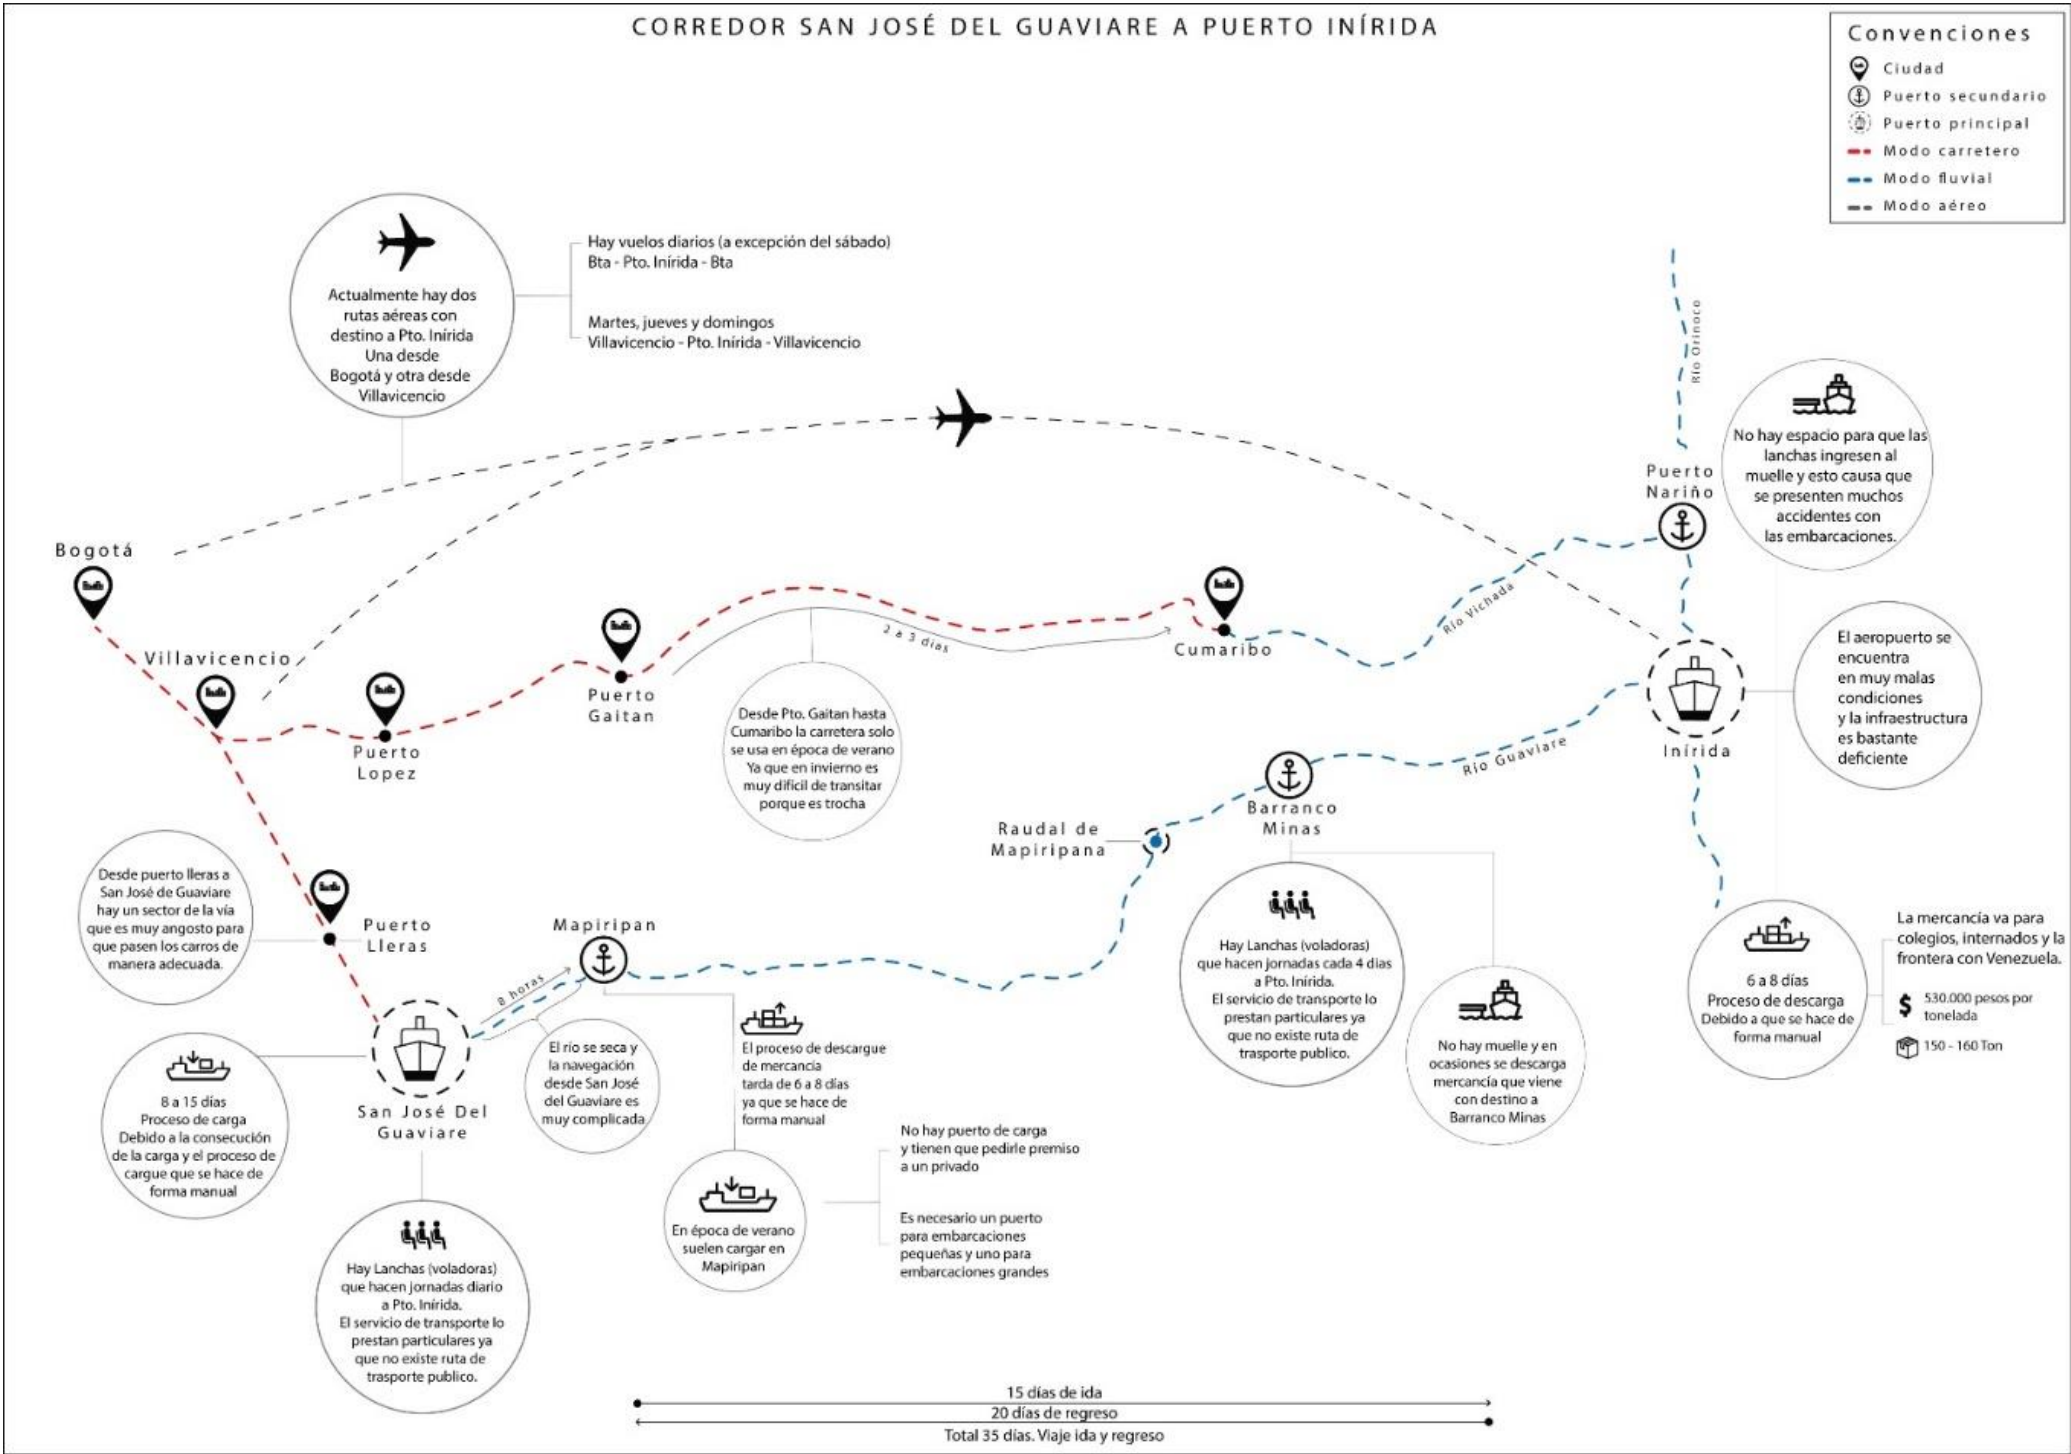 CORREDOR SAN JOSÉ DEL GUAVIARE A PUERTO INÍRIDA
Convenciones
Ciudad
Puerto secundario
Puerto principal
Modo carretero
Modo fluvial
Modo aéreo
Actualmente hay dos
rutas aéreas con
destino a Pto. Inírida
Una desde
Bogotá y otra desde
Villavicencio
Hay vuelos diarios (a excepción del sábado)
Bta - Pto. Inírida - Bta
Martes, jueves y domingos
Villavicencio - Pto. Inírida - Villavicencio
Río Orinoco
No hay espacio para que las
lanchas ingresen al
muelle y esto causa que
se presenten muchos
accidentes con
las embarcaciones.
Puerto
Nariño
Bogotá
Villavicencio
Puerto
Lopez
Puerto
Gaitan
2 a 3 días
Cumaribo
Río Vichada
Desde Pto. Gaitan hasta
Cumaribo la carretera solo
se usa en época de verano
Ya que en invierno es
muy difícil de transitar
porque es trocha
El aeropuerto se
encuentra
en muy malas
condiciones
y la infraestructura
es bastante
deficiente
Inírida
Río Guaviare
Barranco
Minas
Raudal de
Mapiripana
Desde puerto lleras a
San José de Guaviare
hay un sector de la vía
que es muy angosto para
que pasen los carros de
manera adecuada.
Puerto
Lleras
Mapiripan
8 horas
San José Del
Guaviare
8 a 15 días
Proceso de carga
Debido a la consecución
de la carga y el proceso de
cargue que se hace de
forma manual
El río se seca y
la navegación
desde San José
del Guaviare es
muy complicada
El proceso de descargue
de mercancía
tarda de 6 a 8 días
ya que se hace de
forma manual
Hay Lanchas (voladoras)
que hacen jornadas cada 4 dias
a Pto. Inírida.
El servicio de transporte lo
prestan particulares ya
que no existe ruta de
trasporte publico.
No hay muelle y en
ocasiones se descarga
mercancía que viene
con destino a
Barranco Minas
6 a 8 días
Proceso de descarga
Debido a que se hace de
forma manual
La mercancía va para
colegios, internados y la
frontera con Venezuela.
$ 530.000 pesos por
tonelada
150 - 160 Ton
Hay Lanchas (voladoras)
que hacen jornadas diario
a Pto. Inírida.
El servicio de transporte lo
prestan particulares ya
que no existe ruta de
trasporte publico.
En época de verano
suelen cargar en
Mapiripan
No hay puerto de carga
y tienen que pedirle premiso
a un privado
Es necesario un puerto
para embarcaciones
pequeñas y uno para
embarcaciones grandes
15 días de ida
20 días de regreso
Total 35 días. Viaje ida y regreso